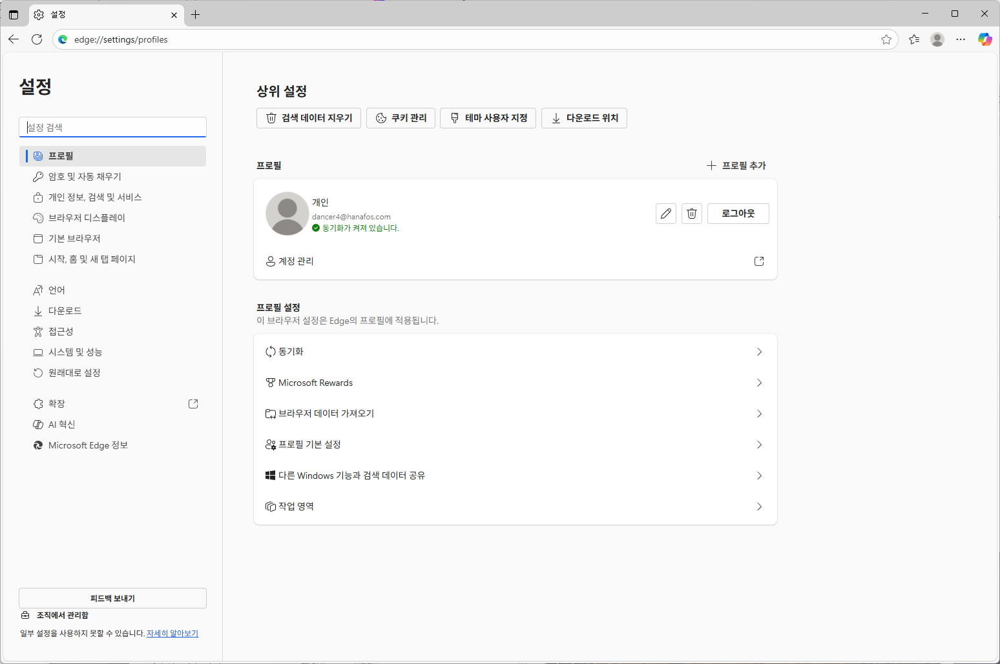 설정
edge://settings/profiles
설정
설정 검색
프로필
암호 및 자동 채우기
개인 정보, 검색 및 서비스
브라우저 디스플레이
기본 브라우저
시작, 홈 및 새 탭 페이지
언어
다운로드
접근성
시스템 및 성능
원래대로 설정
확장
AI 혁신
Microsoft Edge 정보
피드백 보내기
조직에서 관리함
일부 설정을 사용하지 못할 수 있습니다. 자세히 알아보기
상위 설정
검색 데이터 지우기
쿠키 관리
테마 사용자 지정
다운로드 위치
프로필
프로필 추가
개인
dancer4@hanafos.com
동기화가 켜져 있습니다.
로그아웃
계정 관리
프로필 설정
이 브라우저 설정은 Edge의 프로필에 적용됩니다.
동기화
Microsoft Rewards
브라우저 데이터 가져오기
프로필 기본 설정
다른 Windows 기능과 검색 데이터 공유
작업 영역